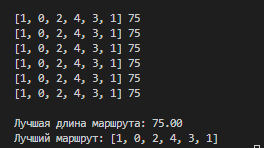 [1, 0, 2, 4, 3, 1] 75
[1, 0, 2, 4, 3, 1] 75
[1, 0, 2, 4, 3, 1] 75
[1, 0, 2, 4, 3, 1] 75
[1, 0, 2, 4, 3, 1] 75
[1, 0, 2, 4, 3, 1] 75
Лучшая длина маршрута: 75.00
Лучший маршрут: [1, 0, 2, 4, 3, 1]